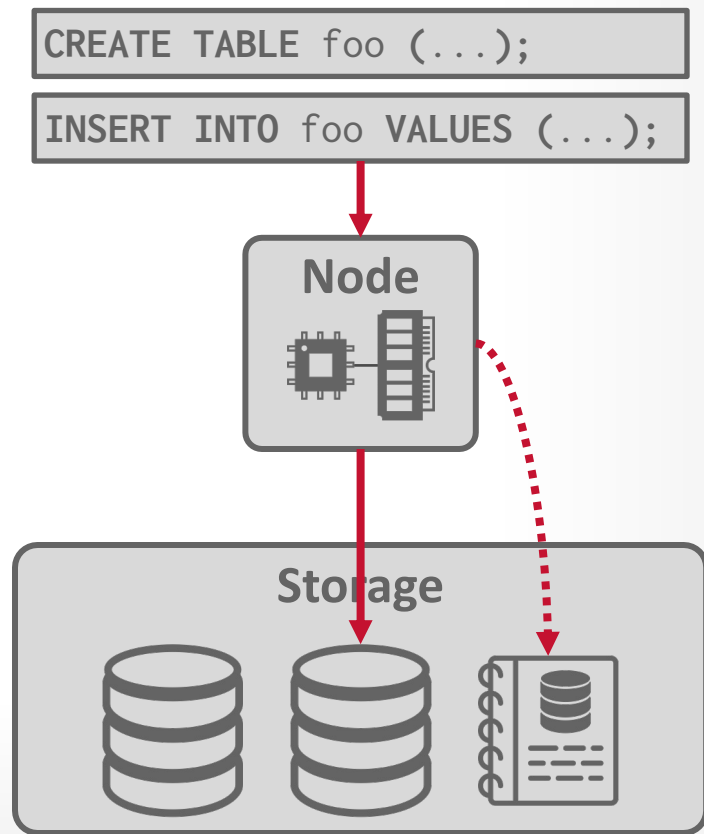 CREATE TABLE foo (...);
INSERT INTO foo VALUES (...);
Node
Storage